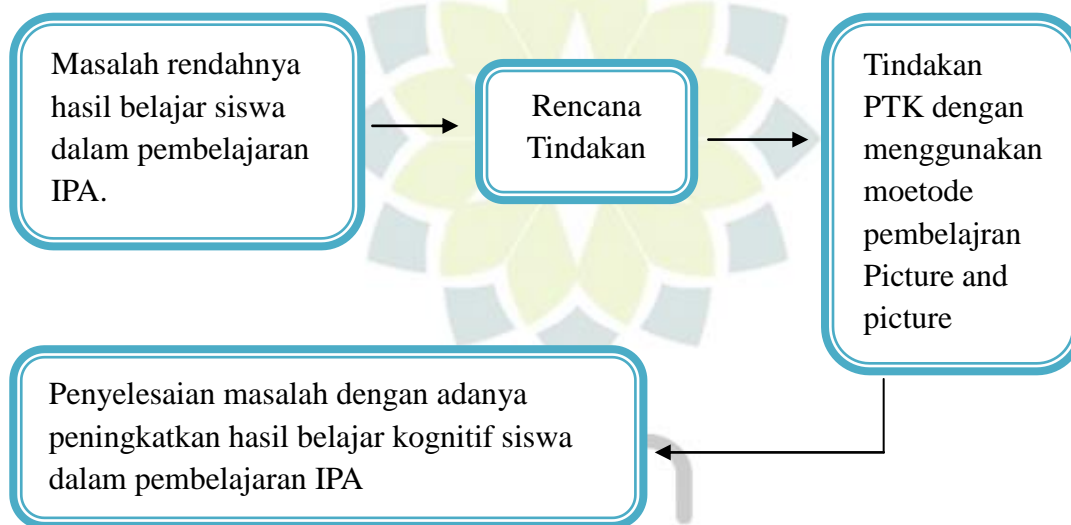 Masalah rendahnya
hasil belajar siswa
dalam pembelajaran
IPA.
Rencana
Tindakan
Tindakan
PTK dengan
menggunakan
moetode
pembelajran
Picture and
picture
Penyelesaian masalah dengan adanya
peningkatkan hasil belajar kognitif siswa
dalam pembelajaran IPA